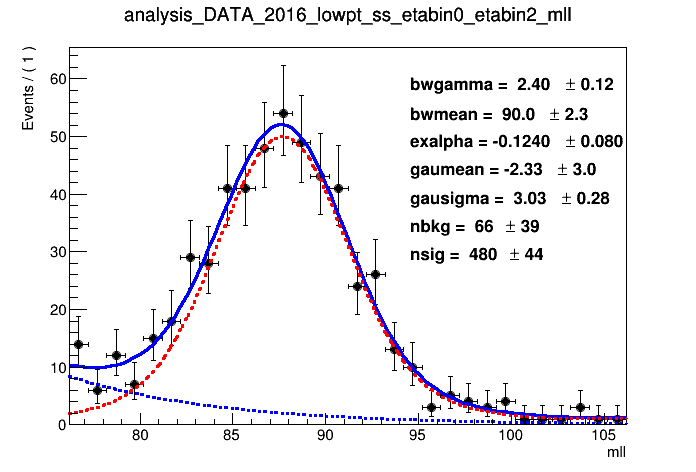 analysis_DATA_2016_lowpt_ss_etabin0_etabin2_mll
Events / ( 1 )
60
50
40
30
20
10
0
bwgamma = 2.40 ± 0.12
bwmean = 90.0 ± 2.3
exalpha = -0.1240 ± 0.080
gaumean = -2.33 ± 3.0
gausigma = 3.03 ± 0.28
nbkg = 66 ± 39
nsig = 480 ± 44
80 85 90 95 100 105
mll